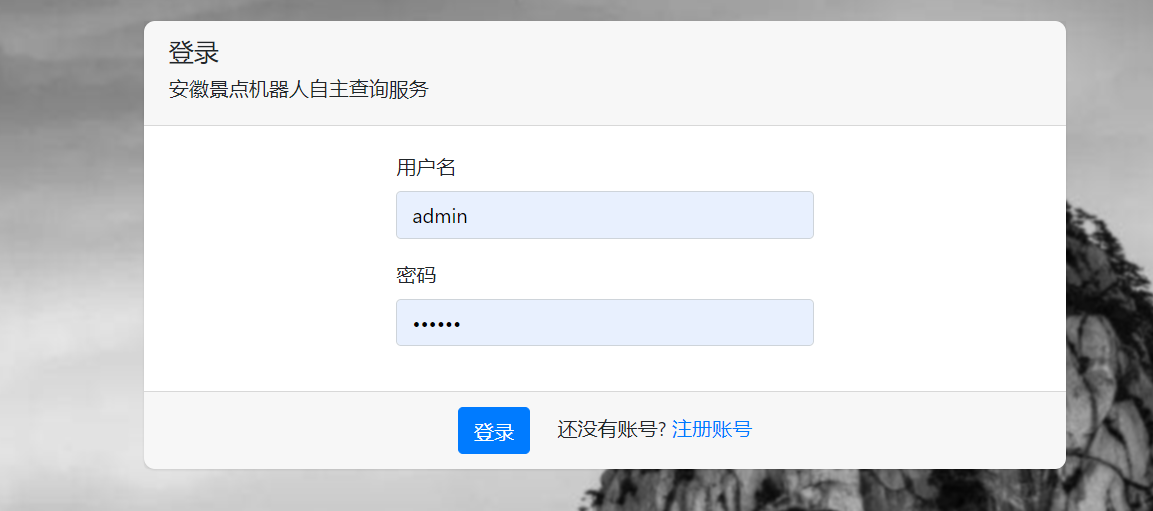 登录
安徽景点机器人自主查询服务
用户名
admin
密码
••••••
登录 还没有账号? 注册账号